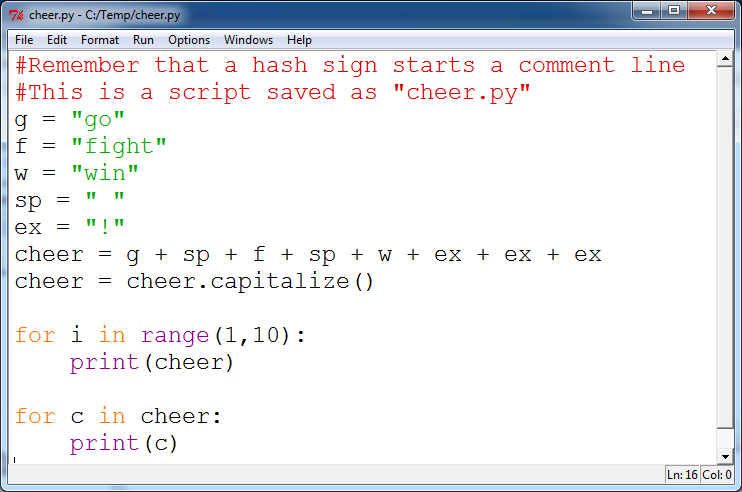 cheer.py - C:/Temp/cheer.py
File Edit Format Run Options Windows Help
#Remember that a hash sign starts a comment line
#This is a script saved as "cheer.py"
g = "go"
f = "fight"
w = "win"
sp = " "
ex = "!"
cheer = g + sp + f + sp + w + ex + ex + ex
cheer = cheer.capitalize()

for i in range(1,10):
    print(cheer)

for c in cheer:
    print(c)
Ln: 16 Col: 0